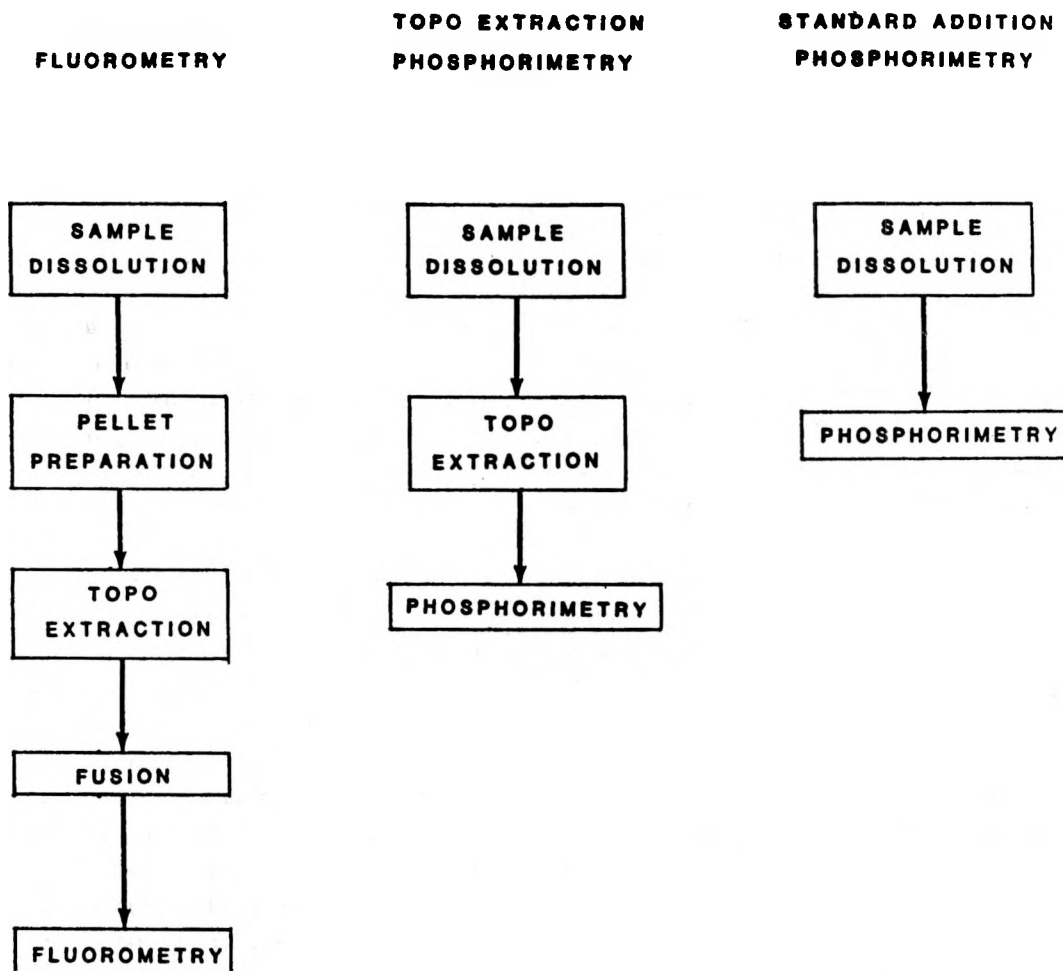 FLUOROMETRY
TOPO EXTRACTION
PHOSPHORIMETRY
STANDARD ADDITION
PHOSPHORIMETRY
SAMPLE
DISSOLUTION
PELLET
PREPARATION
TOPO
EXTRACTION
FUSION
FLUOROMETRY
SAMPLE
DISSOLUTION
TOPO
EXTRACTION
PHOSPHORIMETRY
SAMPLE
DISSOLUTION
PHOSPHORIMETRY